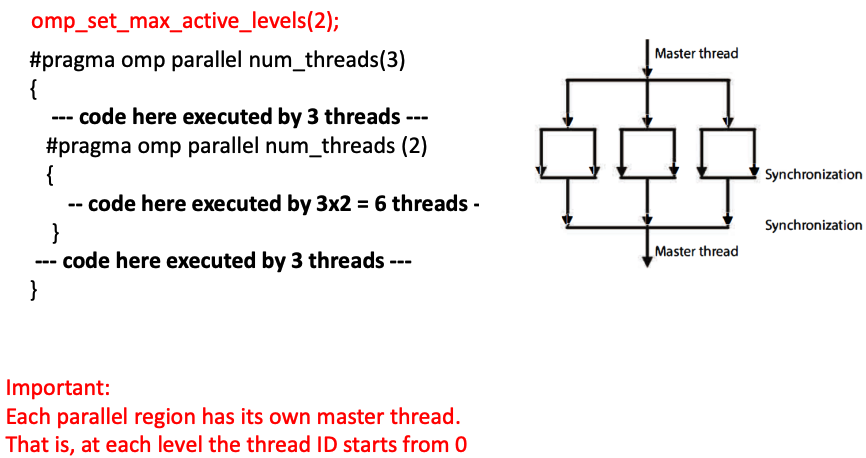 omp_set_max_active_levels(2);
#pragma omp parallel num_threads(3)
{
--- code here executed by 3 threads ---
#pragma omp parallel num_threads (2)
{
-- code here executed by 3x2 = 6 threads -
}
--- code here executed by 3 threads ---
}
Master thread
Synchronization
Synchronization
Master thread
Important:
Each parallel region has its own master thread.
That is, at each level the thread ID starts from 0